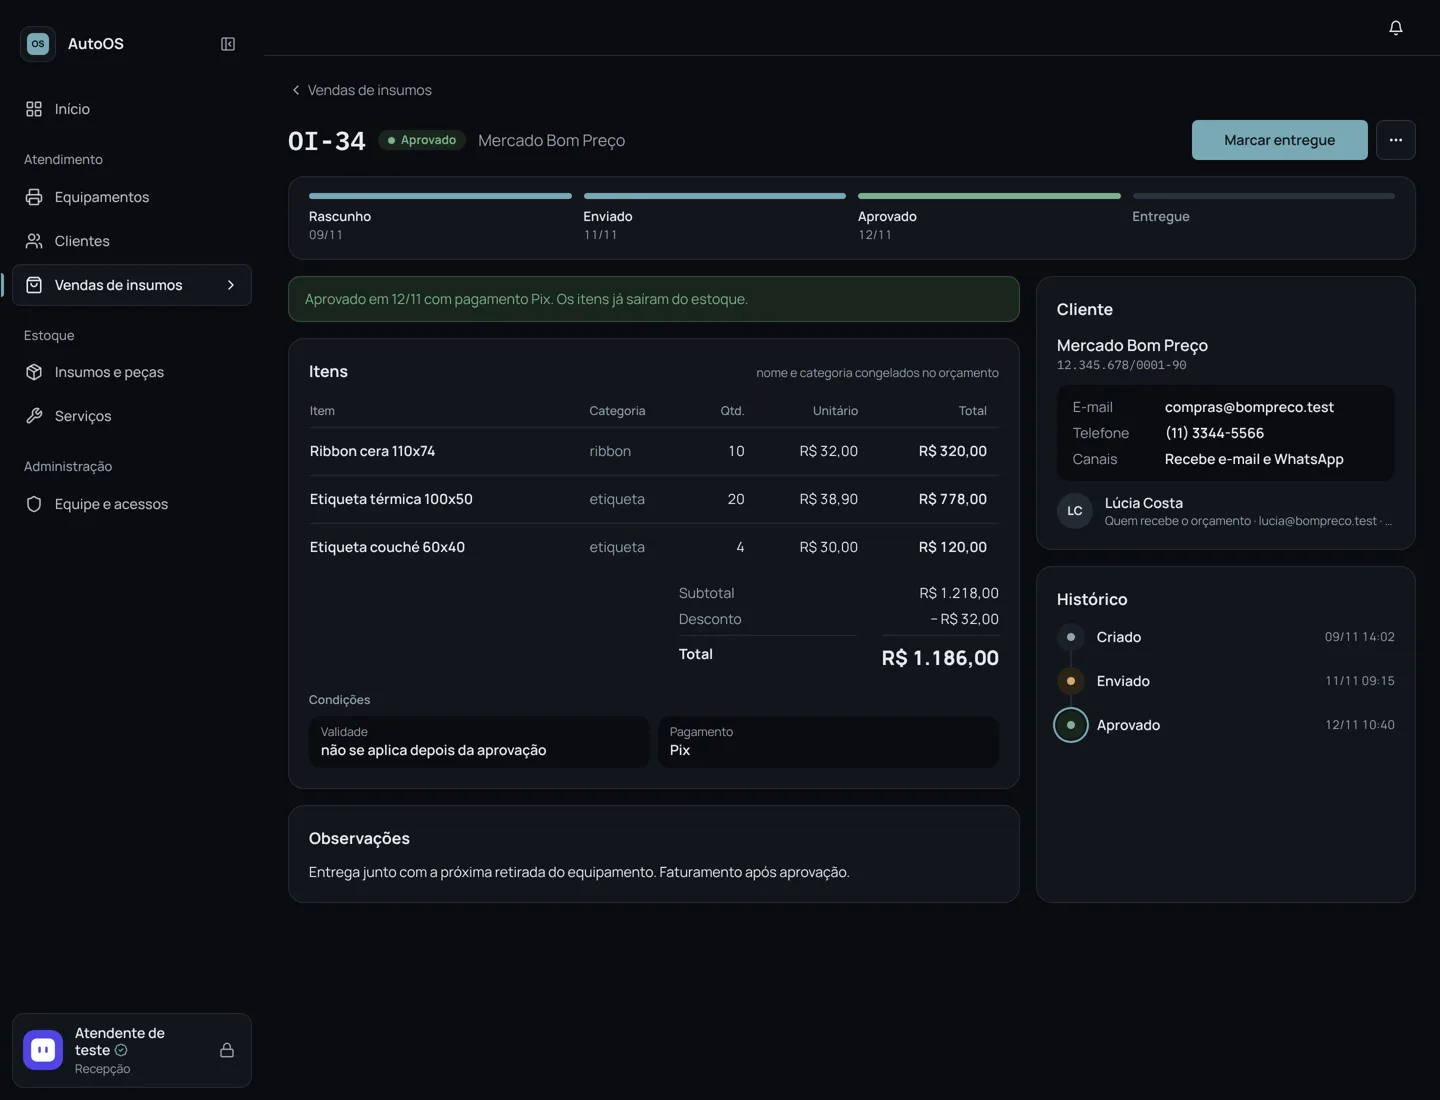 OS AutoOS
Início
Atendimento
Equipamentos
Clientes
Vendas de insumos
Estoque
Insumos e peças
Serviços
Administração
Equipe e acessos
Atendente de
teste
Recepção
Vendas de insumos
OI-34 Aprovado Mercado Bom Preço
Marcar entregue
Rascunho Enviado Aprovado Entregue
09/11 11/11 12/11
Aprovado em 12/11 com pagamento Pix. Os itens já saíram do estoque.
Itens nome e categoria congelados no orçamento
Item Categoria Qtd. Unitário Total
Ribbon cera 110x74 ribbon 10 R$ 32,00 R$ 320,00
Etiqueta térmica 100x50 etiqueta 20 R$ 38,90 R$ 778,00
Etiqueta couché 60x40 etiqueta 4 R$ 30,00 R$ 120,00
Subtotal R$ 1.218,00
Desconto – R$ 32,00
Total R$ 1.186,00
Condições
Validade
não se aplica depois da aprovação
Pagamento
Pix
Observações
Entrega junto com a próxima retirada do equipamento. Faturamento após aprovação.
Cliente
Mercado Bom Preço
12.345.678/0001-90
E-mail compras@bompreco.test
Telefone (11) 3344-5566
Canais Recebe e-mail e WhatsApp
LC Lúcia Costa
Quem recebe o orçamento · lucia@bompreco.test · …
Histórico
Criado 09/11 14:02
Enviado 11/11 09:15
Aprovado 12/11 10:40